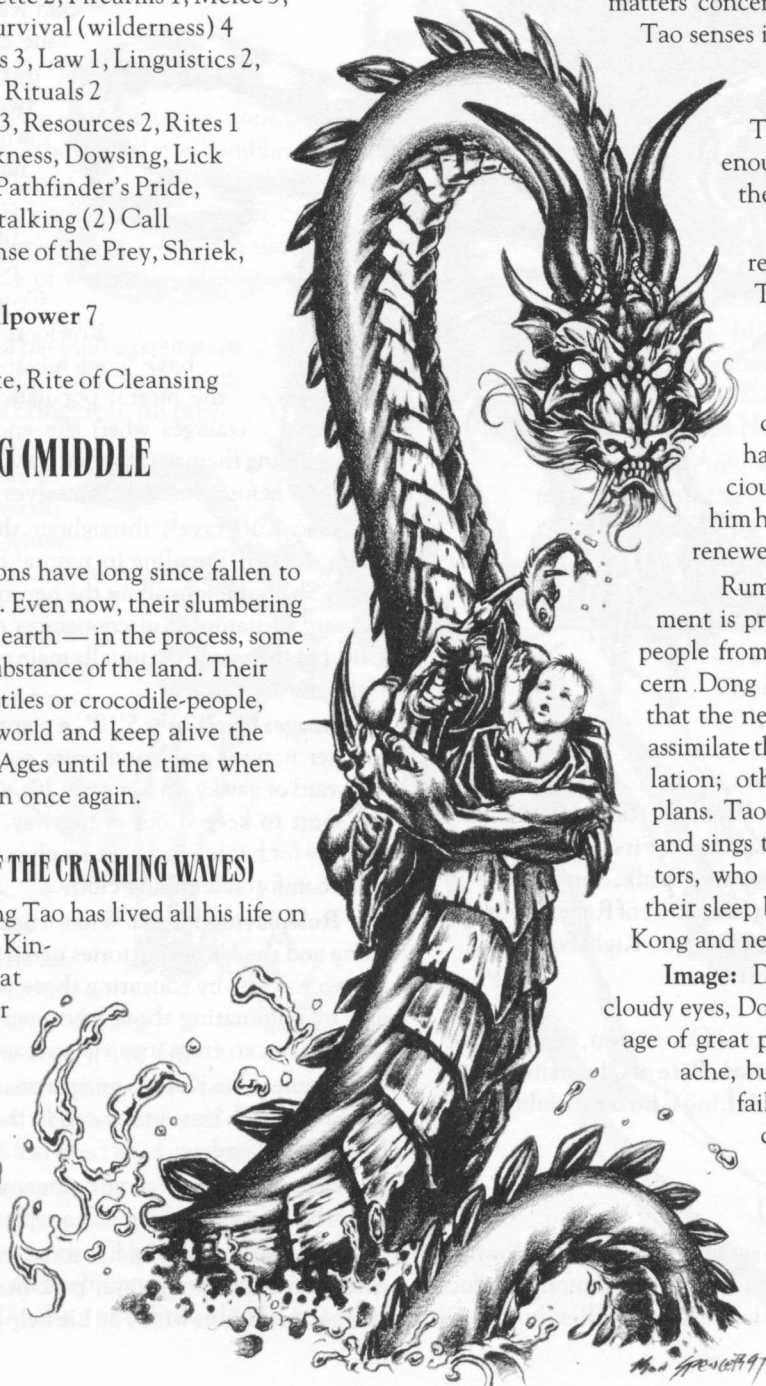 ette 2, Firearms 1, Melee 3,
urvival (wilderness) 4
s 3, Law 1, Linguistics 2,
Rituals 2
3, Resources 2, Rites 1
kness, Dowsing, Lick
Pathfinder's Pride,
talking (2) Call
nse of the Prey, Shriek,
lpower 7
te, Rite of Cleansing
G (MIDDLE
ons have long since fallen to
. Even now, their slumbering
earth — in the process, some
ubstance of the land. Their
tiles or crocodile-people,
world and keep alive the
Ages until the time when
n once again.
F THE CRASHING WAVES)
ng Tao has lived all his life on
Kin-
at
r
matters concer
Tao senses i
T
enou
the
re
T
c
ha
ciou
him h
renewe
Rum
ment is pr
people from
cern .Dong
that the ne
assimilate th
lation; oth
plans. Tao
and sings t
tors, who
their sleep
Kong and ne
Image: D
cloudy eyes, Do
age of great p
ache, bu
fail